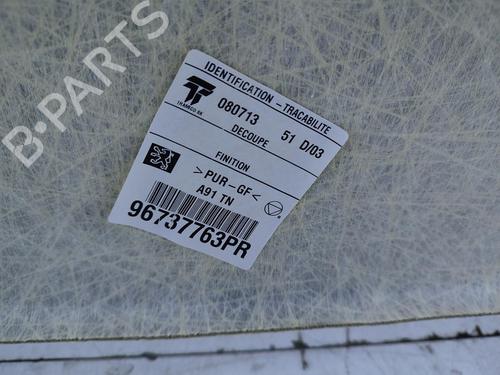 B-PARTS
IDENTIFICATION - TRACABILITE
080713 51 D/03
DECOUPE
FINITION
>PUR-GF<
A91 TN
96737763PR